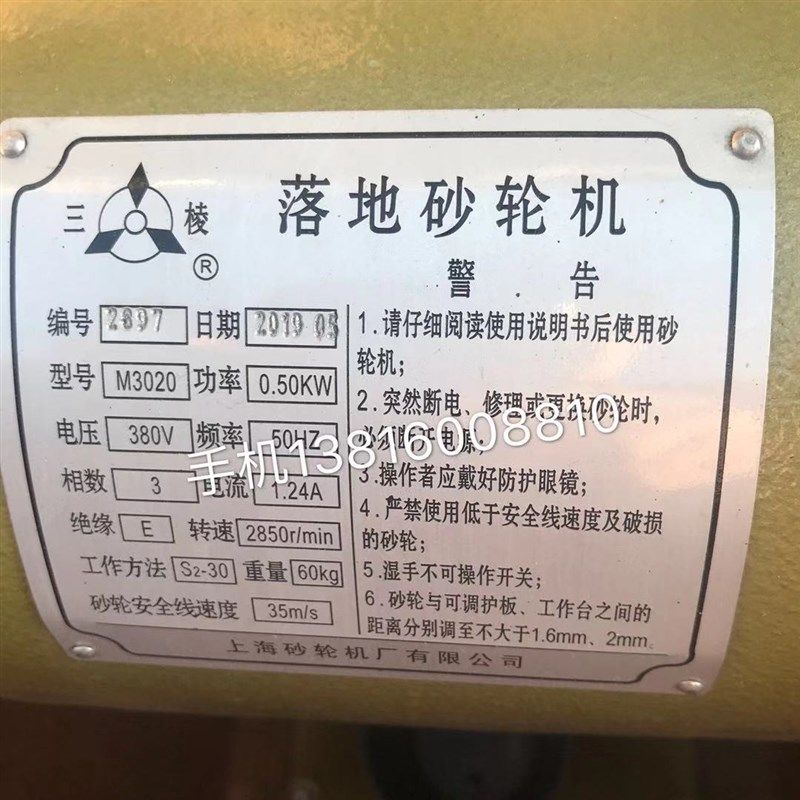 三棱
®
落地砂轮机
警 告
编号 2897 日期 2019 05
型号 M3020 功率 0.50KW
电压 380V 频率 50HZ
相数 3 电流 1.24A
绝缘 E 转速 2850r/min
工作方法 S2-30 重量 60kg
砂轮安全线速度 35m/s
1.请仔细阅读使用说明书后使用砂
轮机;
2.突然断电、修理或更换砂轮时,
必须断开电源;
3.操作者应戴好防护眼镜;
4.严禁使用低于安全线速度及破损
的砂轮;
5.湿手不可操作开关;
6.砂轮与可调护板、工作台之间的
距离分别调至不大于1.6mm、2mm。
上海砂轮机厂有限公司
手机13816008810